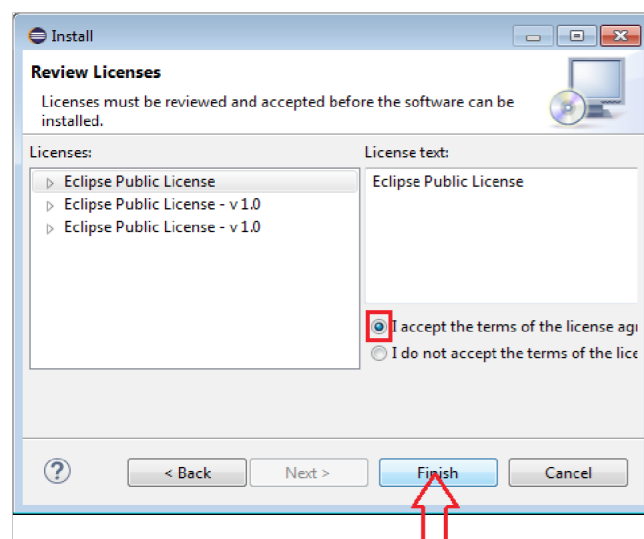 Install
Review Licenses
Licenses must be reviewed and accepted before the software can be
installed.
Licenses:
Eclipse Public License
Eclipse Public License - v 1.0
Eclipse Public License - v 1.0
License text:
Eclipse Public License
I accept the terms of the license agr
I do not accept the terms of the lice
?
< Back
Next >
Finish
Cancel